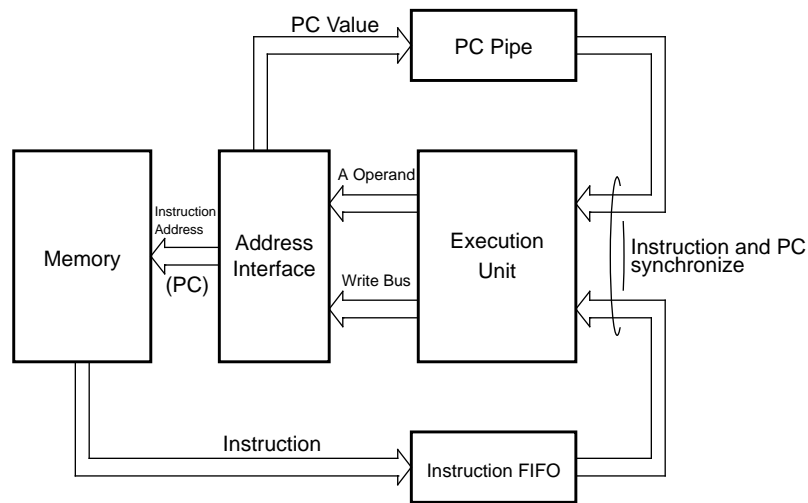 PC Value
PC Pipe
A Operand
Instruction
Address
(PC)
Memory
Address
Interface
Execution
Unit
Write Bus
Instruction and PC
synchronize
Instruction
Instruction FIFO